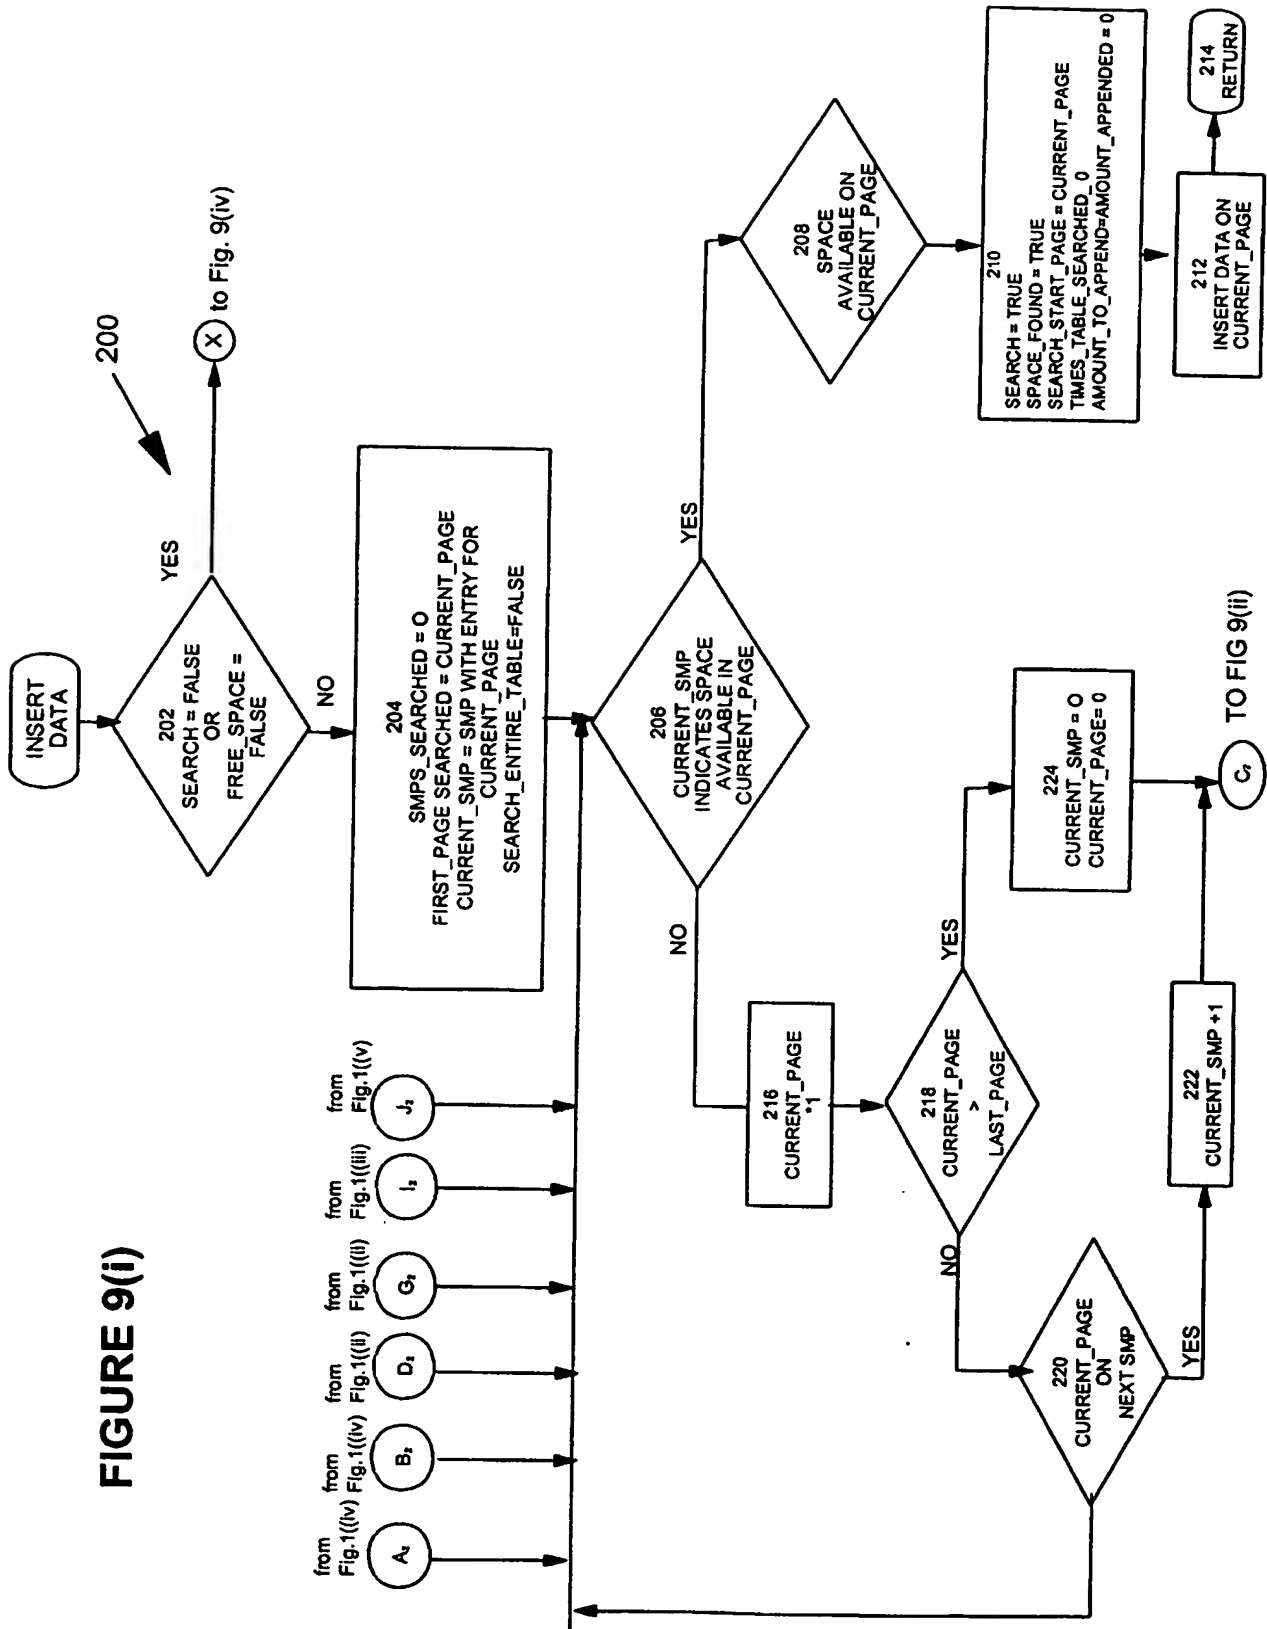 FIGURE 9(i)
INSERT
DATA
200
202
SEARCH = FALSE
OR
FREE_SPACE =
FALSE
YES
X
to Fig. 9(iv)
NO
204
SMPS_SEARCHED = O
FIRST_PAGE SEARCHED = CURRENT_PAGE
CURRENT_SMP = SMP WITH ENTRY FOR
CURRENT_PAGE
SEARCH_ENTIRE_TABLE=FALSE
from
Fig.1((iv)
A₂
from
Fig.1((iv)
B₂
from
Fig.1((ii)
D₂
from
Fig.1((ii)
G₂
from
Fig.1((iii)
I₂
from
Fig.1((v)
J₂
206
CURRENT_SMP
INDICATES SPACE
AVAILABLE IN
CURRENT_PAGE
YES
NO
208
SPACE
AVAILABLE ON
CURRENT_PAGE
210
SEARCH = TRUE
SPACE_FOUND = TRUE
SEARCH_START_PAGE = CURRENT_PAGE
TIMES_TABLE_SEARCHED_0
AMOUNT_TO_APPEND=AMOUNT_APPENDED = 0
212
INSERT DATA ON
CURRENT_PAGE
214
RETURN
216
CURRENT_PAGE
*1
218
CURRENT_PAGE
>
LAST_PAGE
YES
NO
224
CURRENT_SMP = O
CURRENT_PAGE= 0
220
CURRENT_PAGE
ON
NEXT SMP
YES
222
CURRENT_SMP +1
C₂
TO FIG 9(ii)